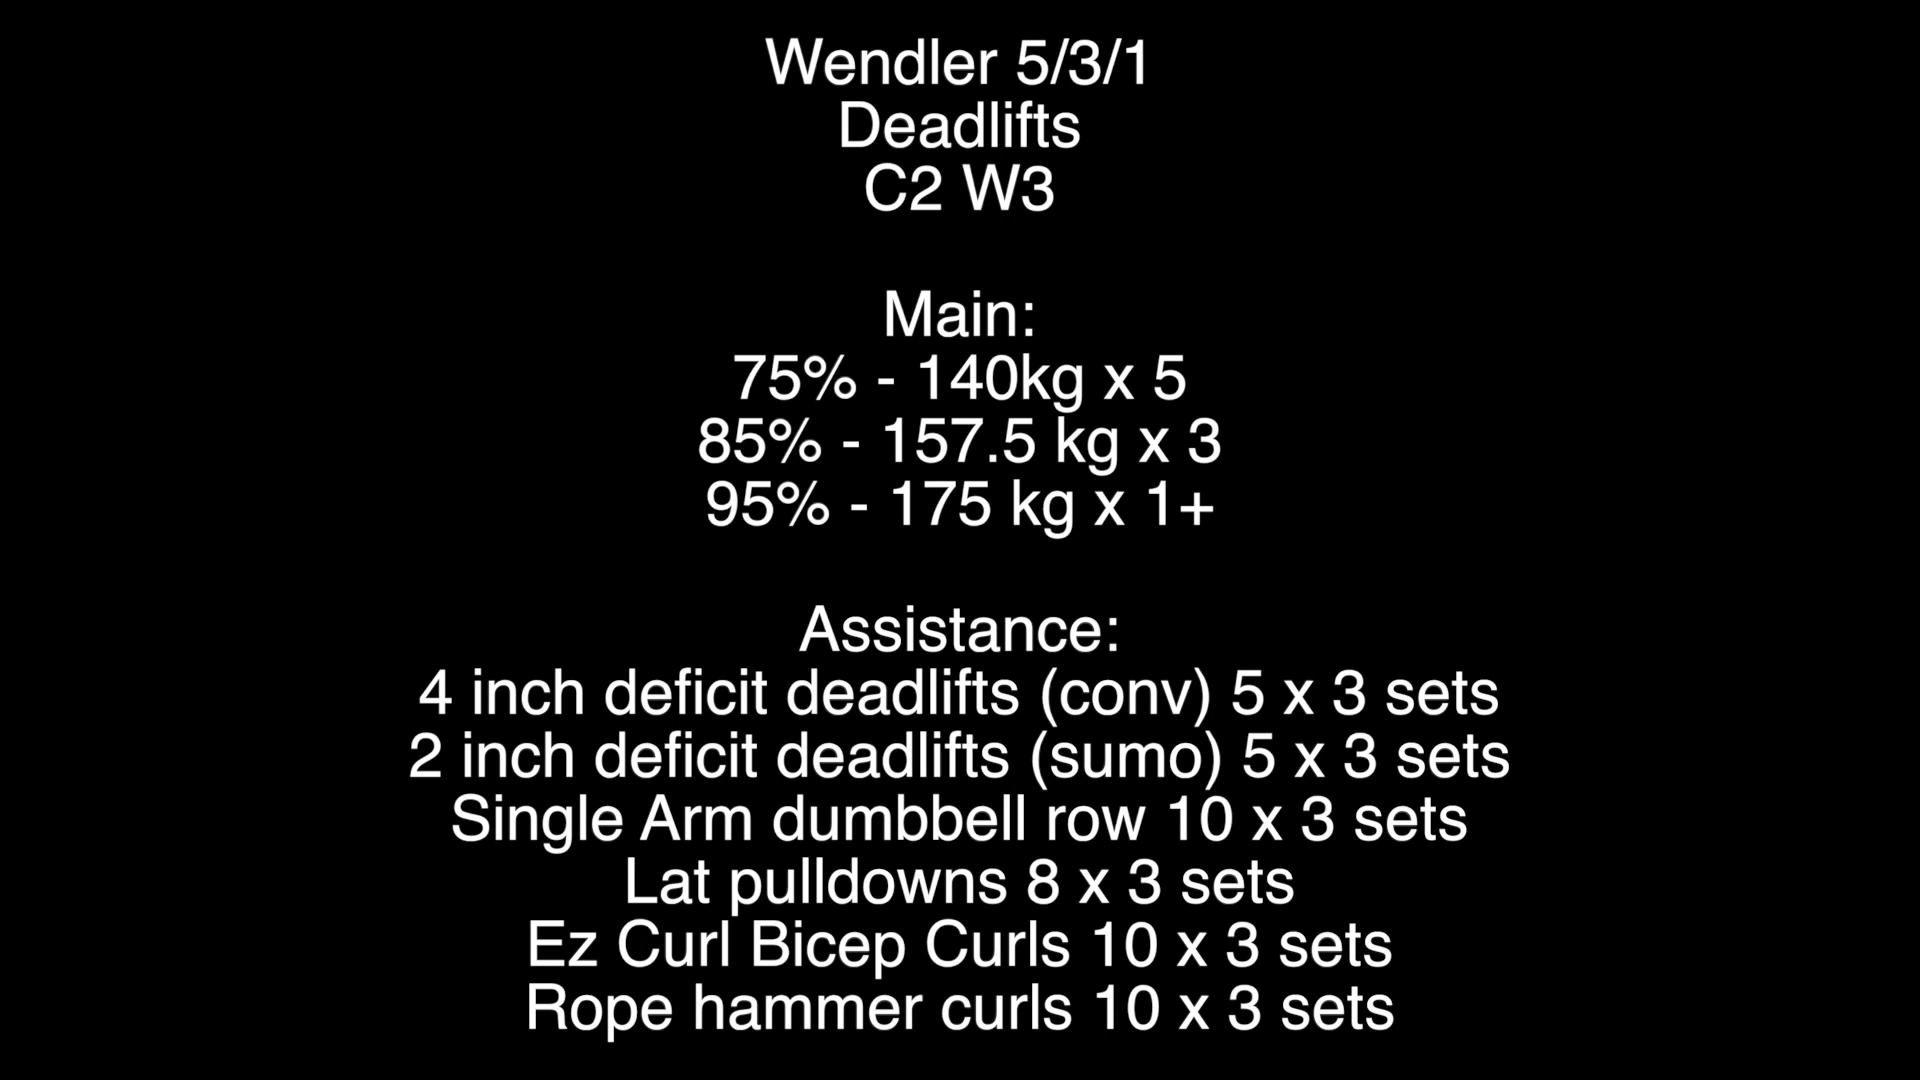 Wendler 5/3/1
Deadlifts
C2 W3
Main:
75% - 140kg x 5
85% - 157.5 kg x 3
95% - 175 kg x 1+
Assistance:
4 inch deficit deadlifts (conv) 5 x 3 sets
2 inch deficit deadlifts (sumo) 5 x 3 sets
Single Arm dumbbell row 10 x 3 sets
Lat pulldowns 8 x 3 sets
Ez Curl Bicep Curls 10 x 3 sets
Rope hammer curls 10 x 3 sets